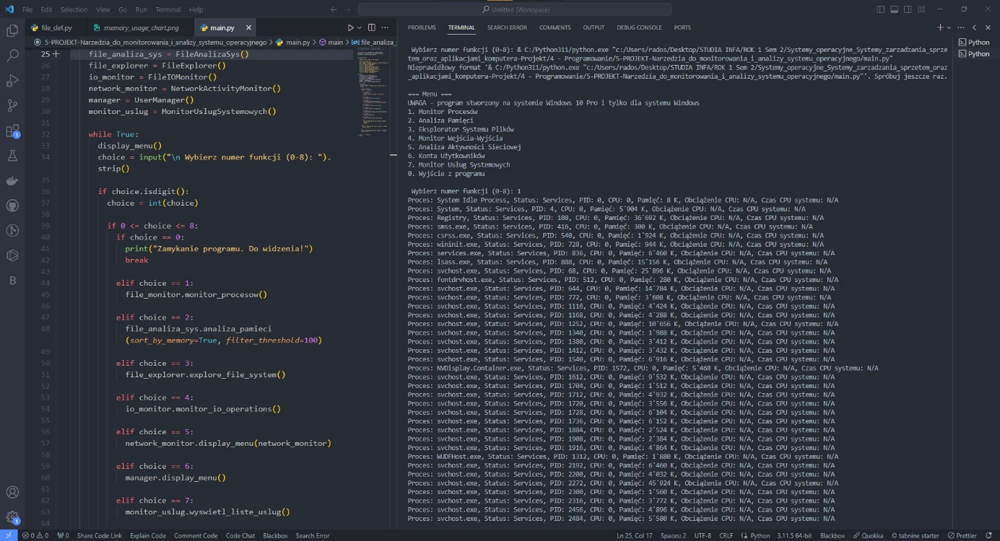 File Edit Selection View Go Run Terminal Help
Untitled (Workspace)
file_def.py
memory_usage_chart.png
main.py
5-PROJEKT-Narzedzia_do_monitorowania_i_analizy_systemu_operacyjnego > main.py > main > file_analiza_s
25 file_analiza_sys = FileAnalizaSys()
26 file_explorer = FileExplorer()
27 io_monitor = FileIOMonitor()
28 network_monitor = NetworkActivityMonitor()
29 manager = UserManager()
30 monitor_uslug = MonitorUslugSystemowych()
31
32 while True:
33 display_menu()
34 choice = input("\n Wybierz numer funkcji (0-8): ").
strip()
35
36 if choice.isdigit():
37 choice = int(choice)
38
39 if 0 <= choice <= 8:
40 if choice == 0:
41 print("Zamykanie programu. Do widzenia!")
42 break
43
44 elif choice == 1:
45 file_monitor.monitor_procesow()
46
47 elif choice == 2:
48 file_analiza_sys.analiza_pamieci
(sort_by_memory=True, filter_threshold=100)
49
50 elif choice == 3:
51 file_explorer.explore_file_system()
52
53 elif choice == 4:
54 io_monitor.monitor_io_operations()
55
56 elif choice == 5:
57 network_monitor.display_menu(network_monitor)
58
59 elif choice == 6:
60 manager.display_menu()
61
62 elif choice == 7:
63 monitor_uslug.wyswietl_liste_uslug()
64
PROBLEMS TERMINAL SEARCH ERROR COMMENTS OUTPUT DEBUG CONSOLE PORTS
Python
Python
Wybierz numer funkcji (0-8): & C:/Python311/python.exe "c:/Users/rados/Desktop/STUDIA INFA/ROK 1 Sem 2/Systemy_operacyjne_Systemy_zarzadzania_sprze
tem_oraz_aplikacjami_komputera-Projekt/4 - Programowanie/5-PROJEKT-Narzedzia_do_monitorowania_i_analizy_systemu_operacyjnego/main.py"
Nieprawidłowy format '& C:/Python311/python.exe "c:/Users/rados/Desktop/STUDIA INFA/ROK 1 Sem 2/Systemy_operacyjne_Systemy_zarzadzania_sprzetem_oraz
_aplikacjami_komputera-Projekt/4 - Programowanie/5-PROJEKT-Narzedzia_do_monitorowania_i_analizy_systemu_operacyjnego/main.py"'. Spróbuj jeszcze raz.
=== Menu ===
UWAGA - program stworzony na systemie Windows 10 Pro i tylko dla systemu Windows
1. Monitor Procesów
2. Analiza Pamięci
3. Eksplorator Systemu Plików
4. Monitor Wejścia-Wyjścia
5. Analiza Aktywności Sieciowej
6. Konta Użytkowników
7. Monitor Usług Systemowych
0. Wyjście z programu
Wybierz numer funkcji (0-8): 1
Proces: System Idle Process, Status: Services, PID: 0, CPU: 0, Pamięć: 8 K, Obciążenie CPU: N/A, Czas CPU systemu: N/A
Proces: System, Status: Services, PID: 4, CPU: 0, Pamięć: 5˙904 K, Obciążenie CPU: N/A, Czas CPU systemu: N/A
Proces: Registry, Status: Services, PID: 108, CPU: 0, Pamięć: 36˙692 K, Obciążenie CPU: N/A, Czas CPU systemu: N/A
Proces: smss.exe, Status: Services, PID: 416, CPU: 0, Pamięć: 300 K, Obciążenie CPU: N/A, Czas CPU systemu: N/A
Proces: csrss.exe, Status: Services, PID: 540, CPU: 0, Pamięć: 1˙924 K, Obciążenie CPU: N/A, Czas CPU systemu: N/A
Proces: wininit.exe, Status: Services, PID: 728, CPU: 0, Pamięć: 944 K, Obciążenie CPU: N/A, Czas CPU systemu: N/A
Proces: services.exe, Status: Services, PID: 836, CPU: 0, Pamięć: 6˙460 K, Obciążenie CPU: N/A, Czas CPU systemu: N/A
Proces: lsass.exe, Status: Services, PID: 888, CPU: 0, Pamięć: 15˙156 K, Obciążenie CPU: N/A, Czas CPU systemu: N/A
Proces: svchost.exe, Status: Services, PID: 68, CPU: 0, Pamięć: 25˙896 K, Obciążenie CPU: N/A, Czas CPU systemu: N/A
Proces: fontdrvhost.exe, Status: Services, PID: 512, CPU: 0, Pamięć: 280 K, Obciążenie CPU: N/A, Czas CPU systemu: N/A
Proces: svchost.exe, Status: Services, PID: 644, CPU: 0, Pamięć: 14˙784 K, Obciążenie CPU: N/A, Czas CPU systemu: N/A
Proces: svchost.exe, Status: Services, PID: 772, CPU: 0, Pamięć: 3˙608 K, Obciążenie CPU: N/A, Czas CPU systemu: N/A
Proces: svchost.exe, Status: Services, PID: 1116, CPU: 0, Pamięć: 4˙424 K, Obciążenie CPU: N/A, Czas CPU systemu: N/A
Proces: svchost.exe, Status: Services, PID: 1168, CPU: 0, Pamięć: 4˙288 K, Obciążenie CPU: N/A, Czas CPU systemu: N/A
Proces: svchost.exe, Status: Services, PID: 1252, CPU: 0, Pamięć: 10˙656 K, Obciążenie CPU: N/A, Czas CPU systemu: N/A
Proces: svchost.exe, Status: Services, PID: 1340, CPU: 0, Pamięć: 1˙988 K, Obciążenie CPU: N/A, Czas CPU systemu: N/A
Proces: svchost.exe, Status: Services, PID: 1380, CPU: 0, Pamięć: 3˙412 K, Obciążenie CPU: N/A, Czas CPU systemu: N/A
Proces: svchost.exe, Status: Services, PID: 1412, CPU: 0, Pamięć: 3˙432 K, Obciążenie CPU: N/A, Czas CPU systemu: N/A
Proces: svchost.exe, Status: Services, PID: 1540, CPU: 0, Pamięć: 6˙916 K, Obciążenie CPU: N/A, Czas CPU systemu: N/A
Proces: NVDisplay.Container.exe, Status: Services, PID: 1572, CPU: 0, Pamięć: 5˙468 K, Obciążenie CPU: N/A, Czas CPU systemu: N/A
Proces: svchost.exe, Status: Services, PID: 1612, CPU: 0, Pamięć: 9˙532 K, Obciążenie CPU: N/A, Czas CPU systemu: N/A
Proces: svchost.exe, Status: Services, PID: 1704, CPU: 0, Pamięć: 1˙512 K, Obciążenie CPU: N/A, Czas CPU systemu: N/A
Proces: svchost.exe, Status: Services, PID: 1712, CPU: 0, Pamięć: 4˙932 K, Obciążenie CPU: N/A, Czas CPU systemu: N/A
Proces: svchost.exe, Status: Services, PID: 1720, CPU: 0, Pamięć: 3˙556 K, Obciążenie CPU: N/A, Czas CPU systemu: N/A
Proces: svchost.exe, Status: Services, PID: 1728, CPU: 0, Pamięć: 6˙104 K, Obciążenie CPU: N/A, Czas CPU systemu: N/A
Proces: svchost.exe, Status: Services, PID: 1736, CPU: 0, Pamięć: 6˙152 K, Obciążenie CPU: N/A, Czas CPU systemu: N/A
Proces: svchost.exe, Status: Services, PID: 1884, CPU: 0, Pamięć: 2˙524 K, Obciążenie CPU: N/A, Czas CPU systemu: N/A
Proces: svchost.exe, Status: Services, PID: 1908, CPU: 0, Pamięć: 2˙384 K, Obciążenie CPU: N/A, Czas CPU systemu: N/A
Proces: svchost.exe, Status: Services, PID: 1916, CPU: 0, Pamięć: 4˙864 K, Obciążenie CPU: N/A, Czas CPU systemu: N/A
Proces: WUDFHost.exe, Status: Services, PID: 1312, CPU: 0, Pamięć: 1˙880 K, Obciążenie CPU: N/A, Czas CPU systemu: N/A
Proces: svchost.exe, Status: Services, PID: 2192, CPU: 0, Pamięć: 6˙460 K, Obciążenie CPU: N/A, Czas CPU systemu: N/A
Proces: svchost.exe, Status: Services, PID: 2200, CPU: 0, Pamięć: 4˙032 K, Obciążenie CPU: N/A, Czas CPU systemu: N/A
Proces: svchost.exe, Status: Services, PID: 2272, CPU: 0, Pamięć: 45˙924 K, Obciążenie CPU: N/A, Czas CPU systemu: N/A
Proces: svchost.exe, Status: Services, PID: 2300, CPU: 0, Pamięć: 1˙560 K, Obciążenie CPU: N/A, Czas CPU systemu: N/A
Proces: svchost.exe, Status: Services, PID: 2316, CPU: 0, Pamięć: 3˙772 K, Obciążenie CPU: N/A, Czas CPU systemu: N/A
Proces: svchost.exe, Status: Services, PID: 2456, CPU: 0, Pamięć: 4˙896 K, Obciążenie CPU: N/A, Czas CPU systemu: N/A
Proces: svchost.exe, Status: Services, PID: 2484, CPU: 0, Pamięć: 5˙580 K, Obciążenie CPU: N/A, Czas CPU systemu: N/A
0 0 0 Share Code Link Explain Code Comment Code Code Chat Blackbox Search Error Ln 25, Col 17 Spaces: 2 UTF-8 CRLF Python 3.11.5 64-bit Blackbox Quokka tabnine starter Prettier